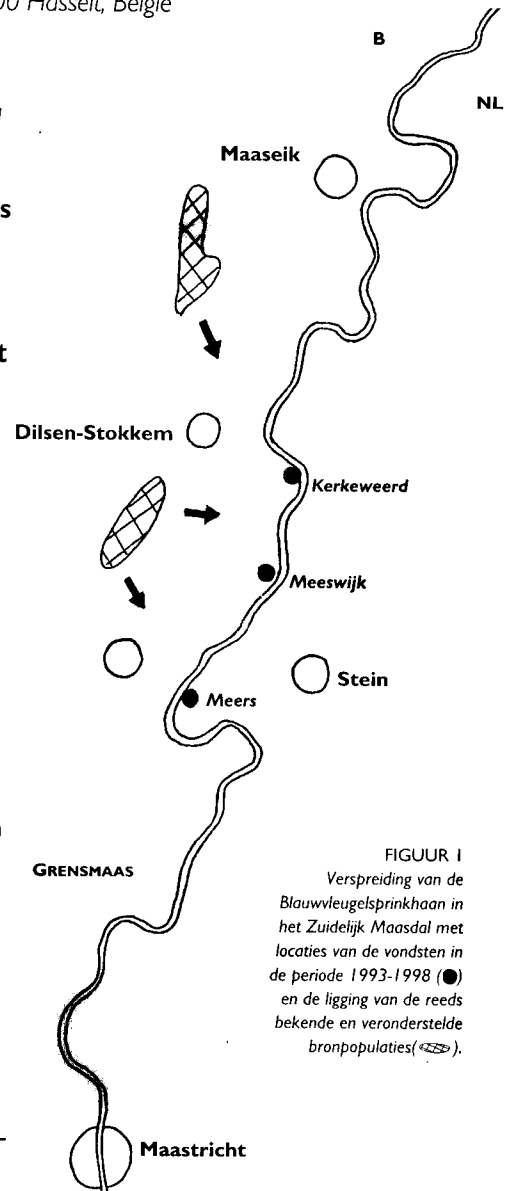 00 Hasselt, België
B
NL
Maaseik
s
t
Dilsen-Stokkem
Kerkeweerd
Meeswijk
Stein
Meers
GRENSMAAS
FIGUUR 1
Verspreiding van de
Blauwvleugelsprinkhaan in
het Zuidelijk Maasdal met
locaties van de vondsten in
de periode 1993-1998 (●)
en de ligging van de reeds
bekende en veronderstelde
bronpopulaties( ).
Maastricht